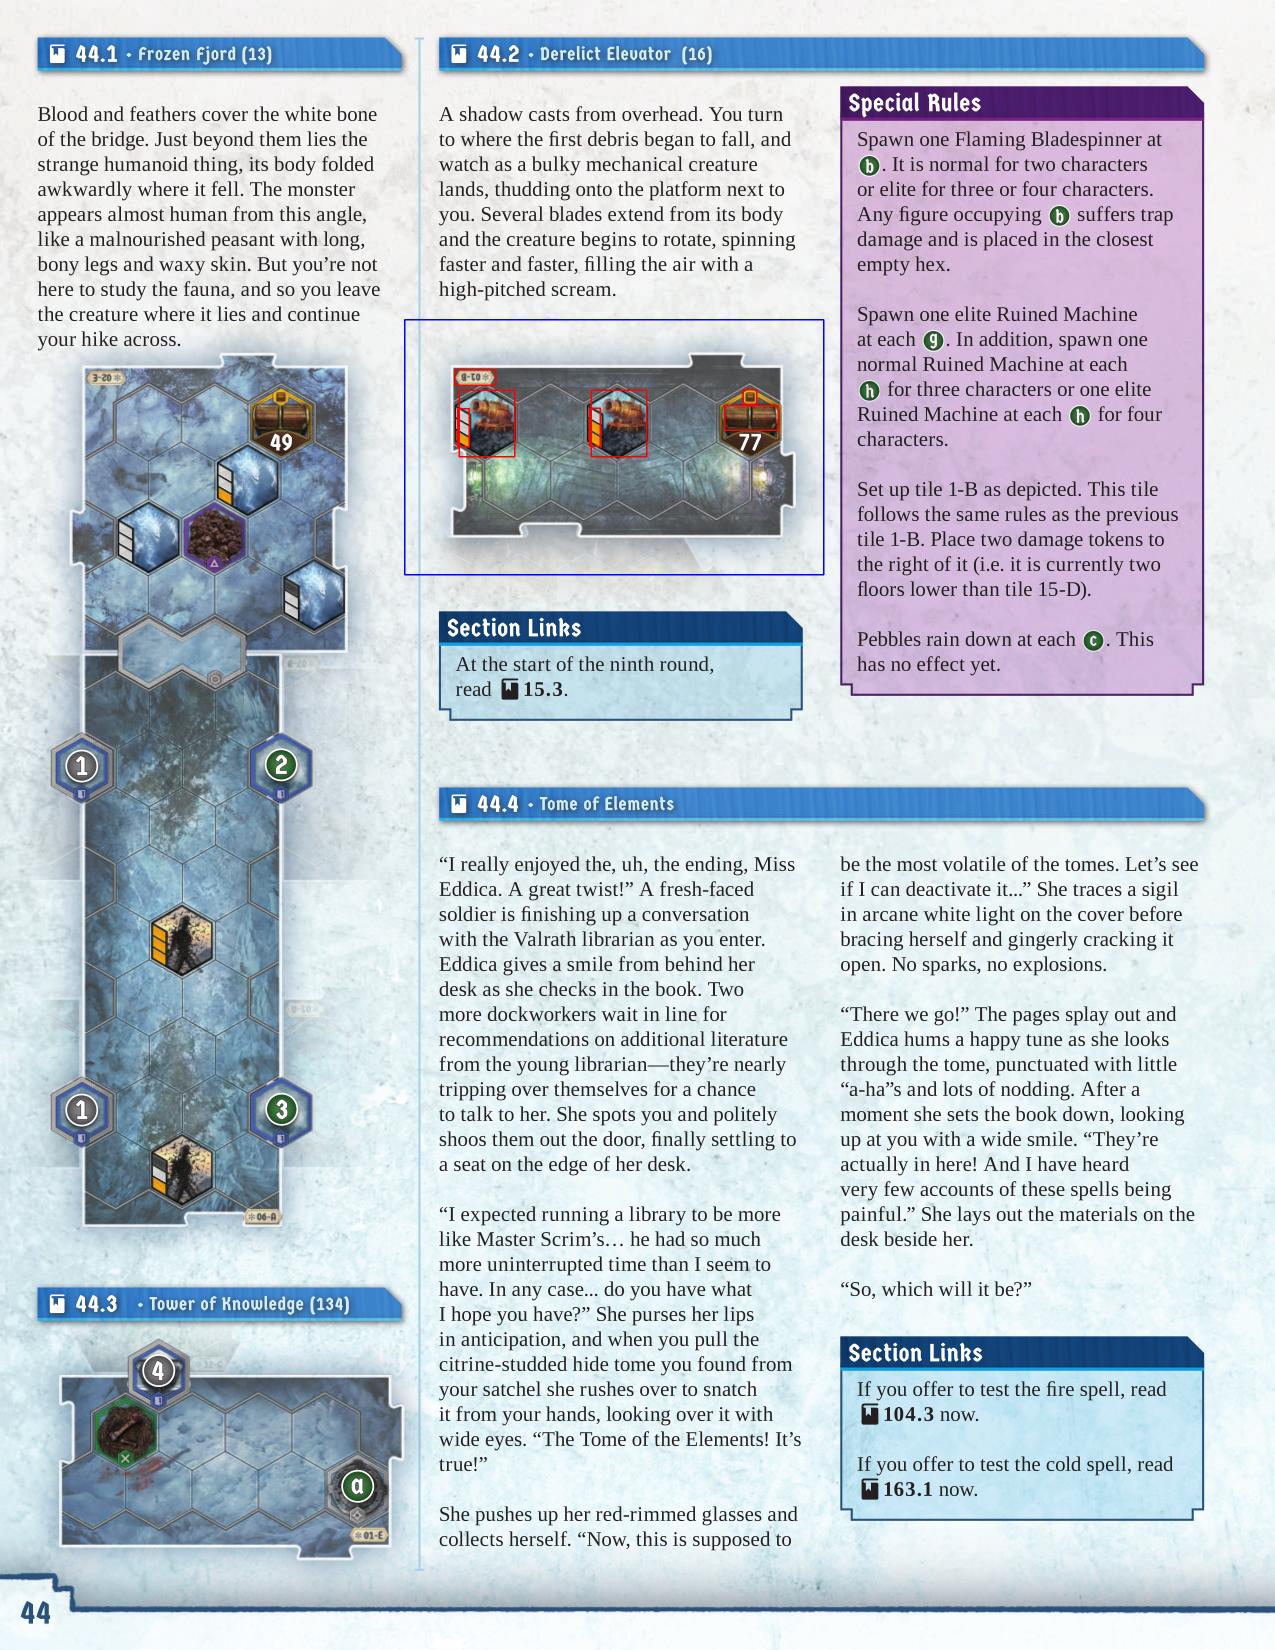 44.1 • Frozen Fjord (13)
Blood and feathers cover the white bone
of the bridge. Just beyond them lies the
strange humanoid thing, its body folded
awkwardly where it fell. The monster
appears almost human from this angle,
like a malnourished peasant with long,
bony legs and waxy skin. But you’re not
here to study the fauna, and so you leave
the creature where it lies and continue
your hike across.
02-E
49
1
2
1
3
06-A
44.3 • Tower of Knowledge (134)
4
a
01-E
44.2 • Derelict Elevator (16)
A shadow casts from overhead. You turn
to where the first debris began to fall, and
watch as a bulky mechanical creature
lands, thudding onto the platform next to
you. Several blades extend from its body
and the creature begins to rotate, spinning
faster and faster, filling the air with a
high-pitched scream.
01-B
77
Section Links
At the start of the ninth round,
read 15.3.
Special Rules
Spawn one Flaming Bladespinner at
b. It is normal for two characters
or elite for three or four characters.
Any figure occupying b suffers trap
damage and is placed in the closest
empty hex.
Spawn one elite Ruined Machine
at each g. In addition, spawn one
normal Ruined Machine at each
h for three characters or one elite
Ruined Machine at each h for four
characters.
Set up tile 1-B as depicted. This tile
follows the same rules as the previous
tile 1-B. Place two damage tokens to
the right of it (i.e. it is currently two
floors lower than tile 15-D).
Pebbles rain down at each c. This
has no effect yet.
44.4 • Tome of Elements
“I really enjoyed the, uh, the ending, Miss
Eddica. A great twist!” A fresh-faced
soldier is finishing up a conversation
with the Valrath librarian as you enter.
Eddica gives a smile from behind her
desk as she checks in the book. Two
more dockworkers wait in line for
recommendations on additional literature
from the young librarian—they’re nearly
tripping over themselves for a chance
to talk to her. She spots you and politely
shoos them out the door, finally settling to
a seat on the edge of her desk.
“I expected running a library to be more
like Master Scrim’s… he had so much
more uninterrupted time than I seem to
have. In any case... do you have what
I hope you have?” She purses her lips
in anticipation, and when you pull the
citrine-studded hide tome you found from
your satchel she rushes over to snatch
it from your hands, looking over it with
wide eyes. “The Tome of the Elements! It’s
true!”
She pushes up her red-rimmed glasses and
collects herself. “Now, this is supposed to
be the most volatile of the tomes. Let’s see
if I can deactivate it...” She traces a sigil
in arcane white light on the cover before
bracing herself and gingerly cracking it
open. No sparks, no explosions.
“There we go!” The pages splay out and
Eddica hums a happy tune as she looks
through the tome, punctuated with little
“a-ha”s and lots of nodding. After a
moment she sets the book down, looking
up at you with a wide smile. “They’re
actually in here! And I have heard
very few accounts of these spells being
painful.” She lays out the materials on the
desk beside her.
“So, which will it be?”
Section Links
If you offer to test the fire spell, read
104.3 now.
If you offer to test the cold spell, read
163.1 now.
44